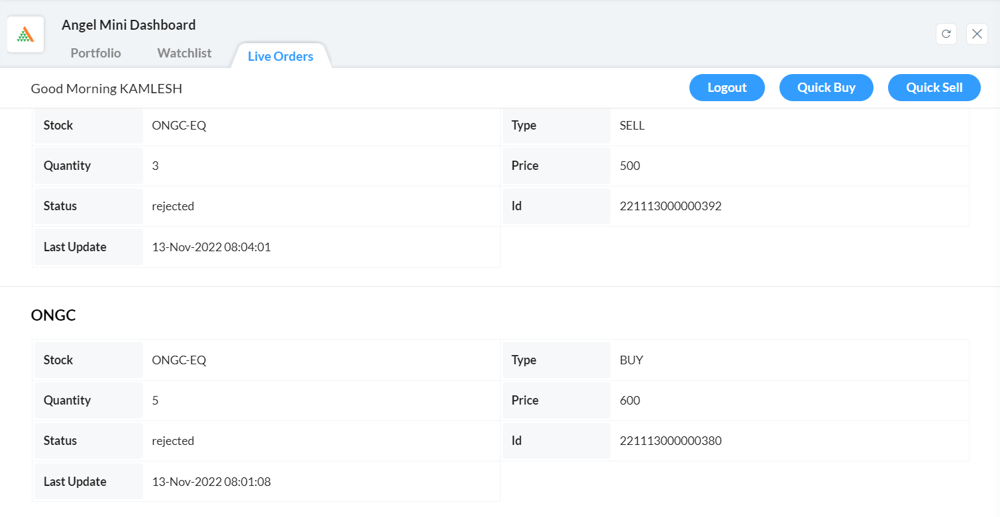 Angel Mini Dashboard
Portfolio Watchlist Live Orders
Good Morning KAMLESH Logout Quick Buy Quick Sell
Stock ONGC-EQ Type SELL
Quantity 3 Price 500
Status rejected Id 221113000000392
Last Update 13-Nov-2022 08:04:01
ONGC
Stock ONGC-EQ Type BUY
Quantity 5 Price 600
Status rejected Id 221113000000380
Last Update 13-Nov-2022 08:01:08